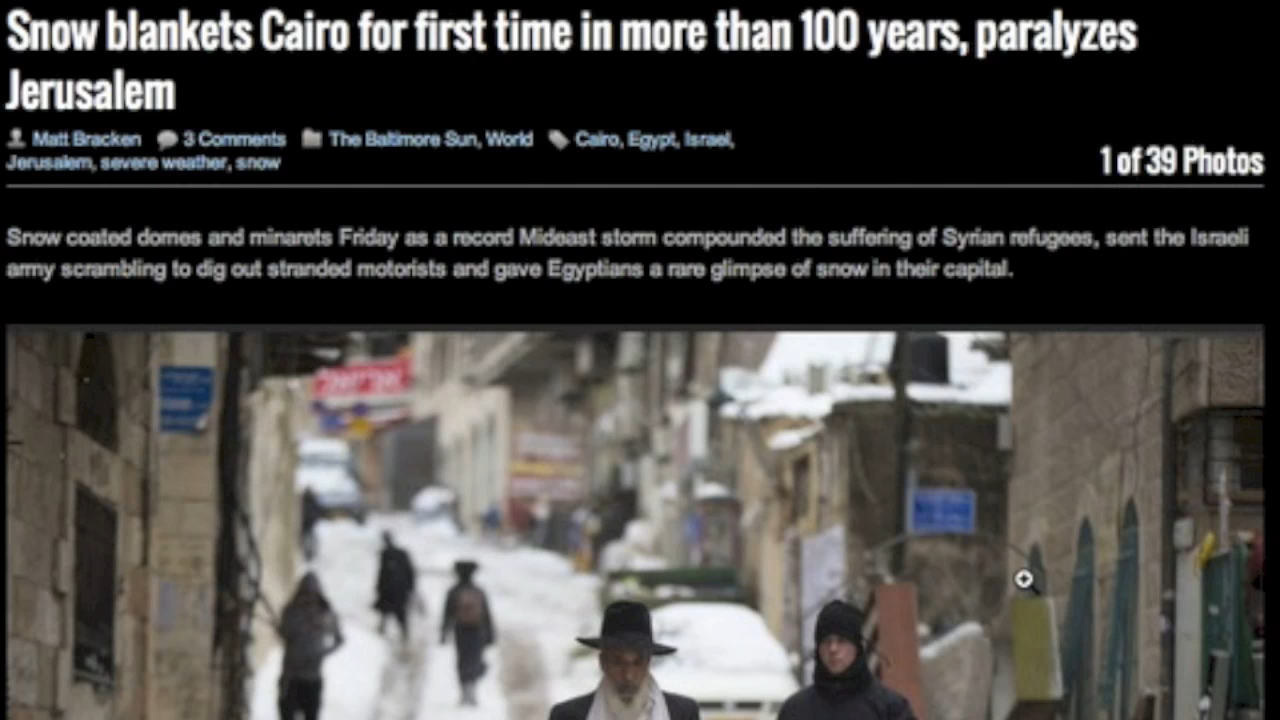 Snow blankets Cairo for first time in more than 100 years, paralyzes
Jerusalem
Matt Bracken 3 Comments The Baltimore Sun, World Cairo, Egypt, Israel,
Jerusalem, severe weather, snow
1 of 39 Photos
Snow coated domes and minarets Friday as a record Mideast storm compounded the suffering of Syrian refugees, sent the Israeli
army scrambling to dig out stranded motorists and gave Egyptians a rare glimpse of snow in their capital.